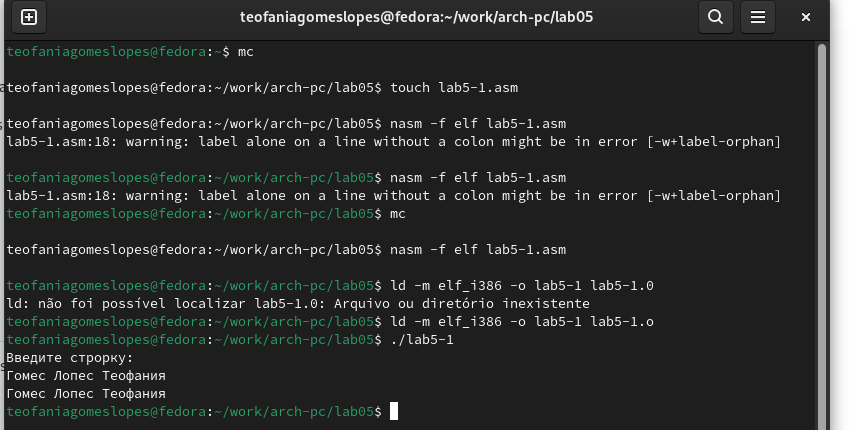 teofaniagomeslopes@fedora:~/work/arch-pc/lab05
teofaniagomeslopes@fedora:~$ mc
teofaniagomeslopes@fedora:~/work/arch-pc/lab05$ touch lab5-1.asm
teofaniagomeslopes@fedora:~/work/arch-pc/lab05$ nasm -f elf lab5-1.asm
lab5-1.asm:18: warning: label alone on a line without a colon might be in error [-w+label-orphan]
teofaniagomeslopes@fedora:~/work/arch-pc/lab05$ nasm -f elf lab5-1.asm
lab5-1.asm:18: warning: label alone on a line without a colon might be in error [-w+label-orphan]
teofaniagomeslopes@fedora:~/work/arch-pc/lab05$ mc
teofaniagomeslopes@fedora:~/work/arch-pc/lab05$ nasm -f elf lab5-1.asm
teofaniagomeslopes@fedora:~/work/arch-pc/lab05$ ld -m elf_i386 -o lab5-1 lab5-1.0
ld: não foi possível localizar lab5-1.0: Arquivo ou diretório inexistente
teofaniagomeslopes@fedora:~/work/arch-pc/lab05$ ld -m elf_i386 -o lab5-1 lab5-1.o
teofaniagomeslopes@fedora:~/work/arch-pc/lab05$ ./lab5-1
Введите строрку:
Гомес Лопес Теофания
Гомес Лопес Теофания
teofaniagomeslopes@fedora:~/work/arch-pc/lab05$